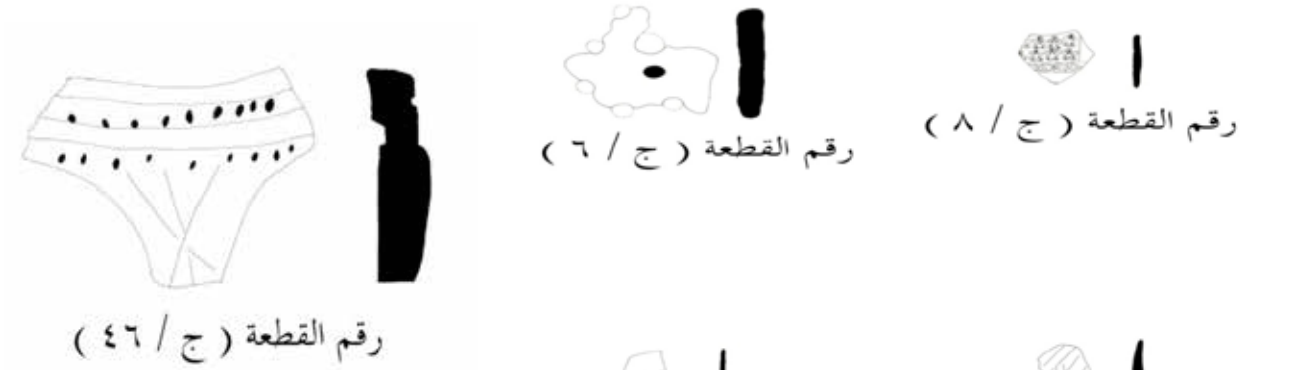 رقم القطعة ( ج / ٨ )
رقم القطعة ( ج / ٦ )
رقم القطعة ( ج / ٤٦ )